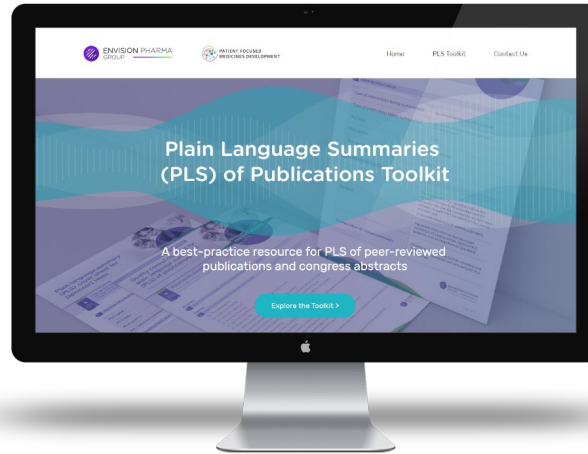 ENVISION PHARMA
GROUP
PATIENT FOCUSED
MEDICINES DEVELOPMENT
Home
PLS Toolkit
Contact Us
Plain Language Summaries
(PLS) of Publications Toolkit
A best-practice resource for PLS of peer-reviewed
publications and congress abstracts
Explore the Toolkit >